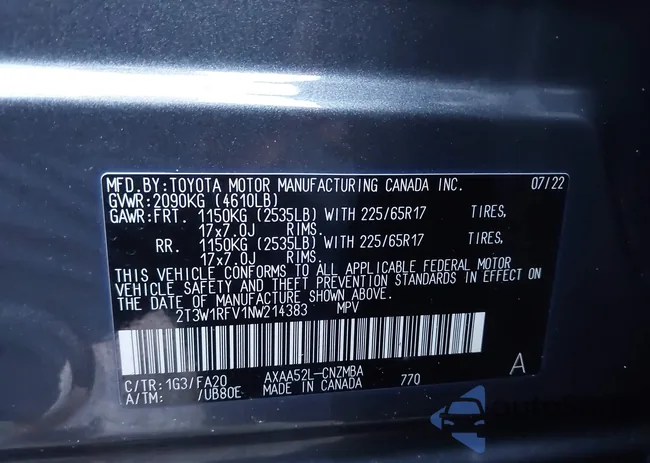 MFD.BY:TOYOTA MOTOR MANUFACTURING CANADA INC. 07/22
GVWR:2090KG (4610LB)
GAWR:FRT. 1150KG (2535LB) WITH 225/65R17 TIRES,
17x7.0J RIMS.
RR. 1150KG (2535LB) WITH 225/65R17 TIRES,
17x7.0J RIMS.
THIS VEHICLE CONFORMS TO ALL APPLICABLE FEDERAL MOTOR
VEHICLE SAFETY AND THEFT PREVENTION STANDARDS IN EFFECT ON
THE DATE OF MANUFACTURE SHOWN ABOVE.
2T3W1RFV1NW214383 MPV
C/TR:1G3/FA20 AXAA52L-CNZMBA A
A/TM: /UB80E MADE IN CANADA 770